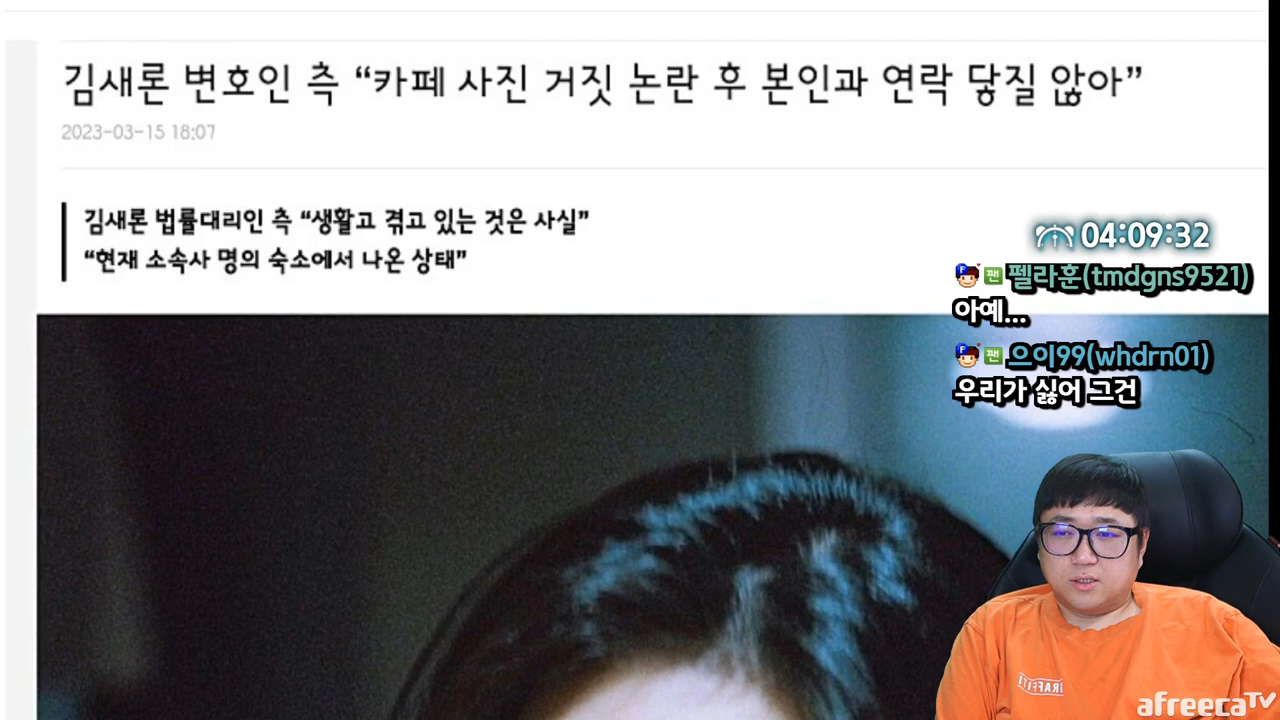 김새론 변호인 측 “카페 사진 거짓 논란 후 본인과 연락 닿질 않아”
2023-03-15 18:07
김새론 법률대리인 측 “생활고 겪고 있는 것은 사실”
“현재 소속사 명의 숙소에서 나온 상태”
04:09:32
F 팬 펠라훈(tmdgns9521)
아예...
F 팬 으이99(whdrn01)
우리가 싫어 그건
afreecaTV